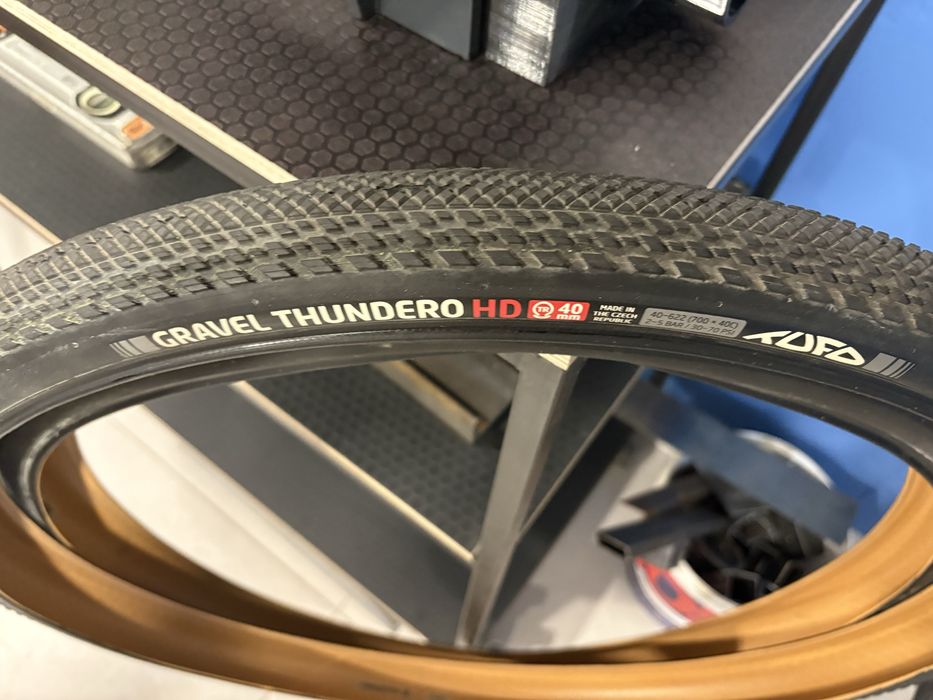 GRAVEL THUNDERO HD TR 40 mm
MADE IN
THE CZECH
REPUBLIC
40-622 (700 × 40C)
2-5 BAR / 30-70 PSI
TUFO